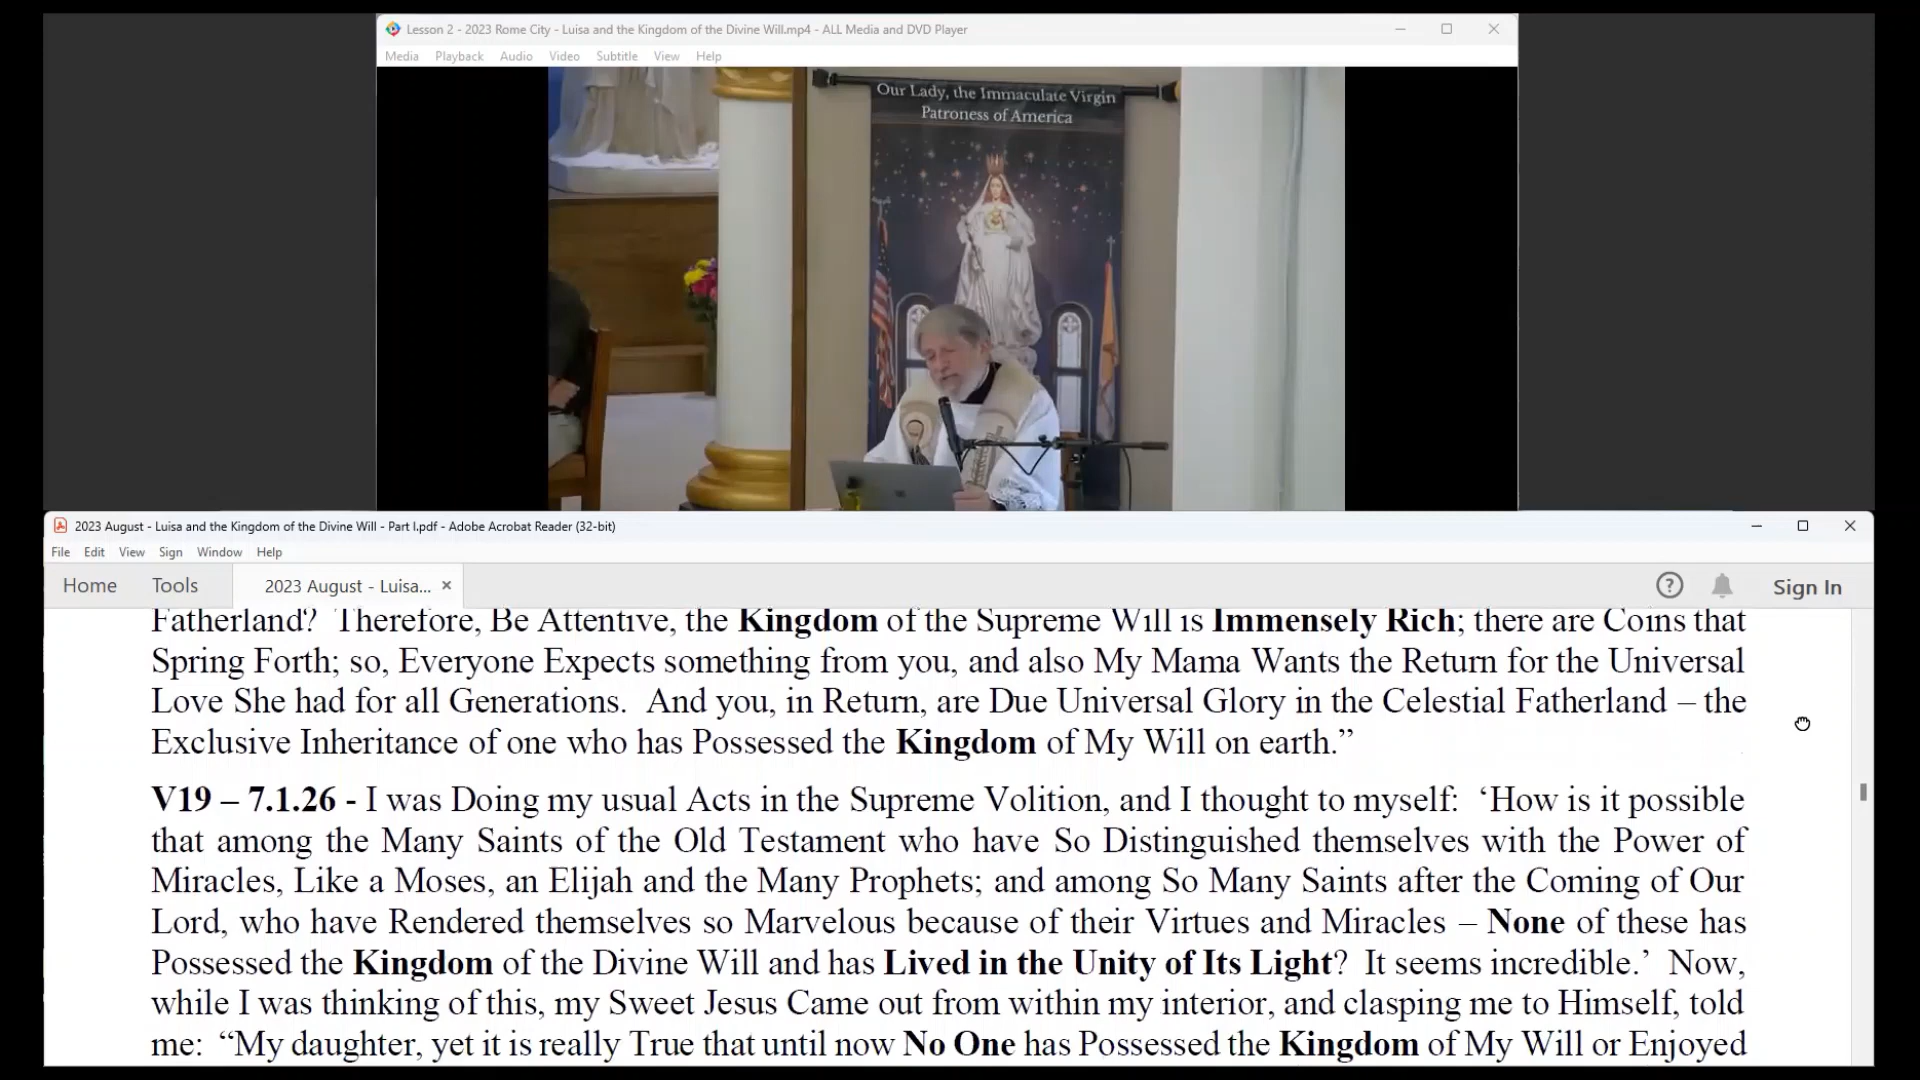 Lesson 2 - 2023 Rome City - Luisa and the Kingdom of the Divine Will.mp4 - ALL Media and DVD Player
Media Playback Audio Video Subtitle View Help
Our Lady, the Immaculate Virgin
Patroness of America
2023 August - Luisa and the Kingdom of the Divine Will - Part I.pdf - Adobe Acrobat Reader (32-bit)
File Edit View Sign Window Help
Home Tools 2023 August - Luisa... Sign In
Fatherland? Therefore, Be Attentive, the Kingdom of the Supreme Will is Immensely Rich; there are Coins that
Spring Forth; so, Everyone Expects something from you, and also My Mama Wants the Return for the Universal
Love She had for all Generations. And you, in Return, are Due Universal Glory in the Celestial Fatherland – the
Exclusive Inheritance of one who has Possessed the Kingdom of My Will on earth.”
V19 – 7.1.26 - I was Doing my usual Acts in the Supreme Volition, and I thought to myself: ‘How is it possible
that among the Many Saints of the Old Testament who have So Distinguished themselves with the Power of
Miracles, Like a Moses, an Elijah and the Many Prophets; and among So Many Saints after the Coming of Our
Lord, who have Rendered themselves so Marvelous because of their Virtues and Miracles – None of these has
Possessed the Kingdom of the Divine Will and has Lived in the Unity of Its Light? It seems incredible.’ Now,
while I was thinking of this, my Sweet Jesus Came out from within my interior, and clasping me to Himself, told
me: “My daughter, yet it is really True that until now No One has Possessed the Kingdom of My Will or Enjoyed